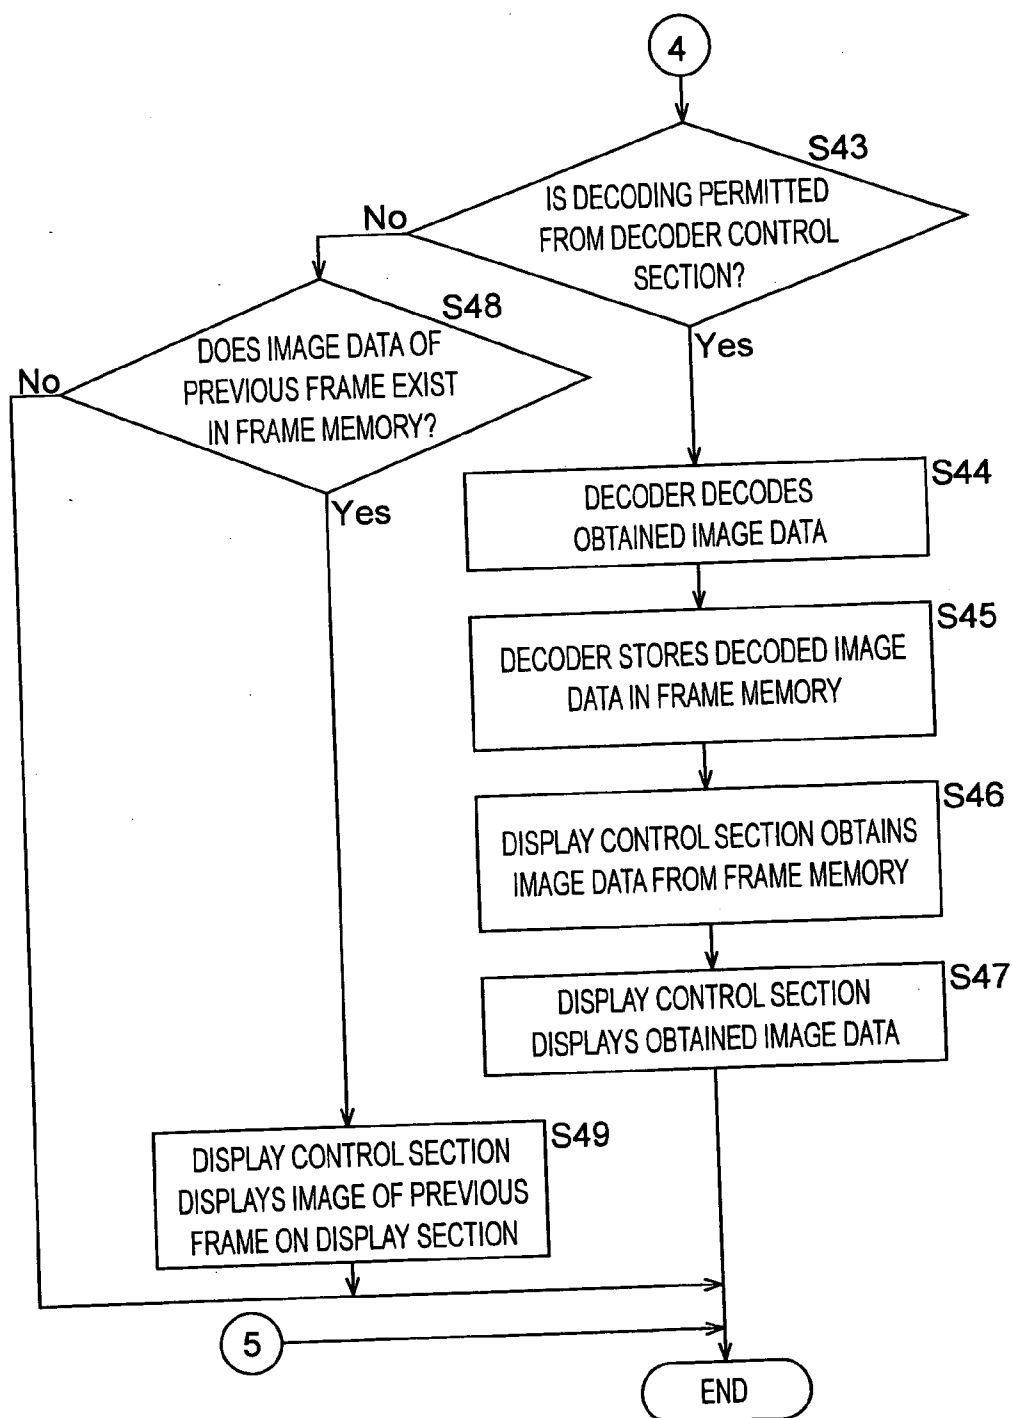 4
S43
IS DECODING PERMITTED
FROM DECODER CONTROL
SECTION?
No
Yes
S48
DOES IMAGE DATA OF
PREVIOUS FRAME EXIST
IN FRAME MEMORY?
No
Yes
S44
DECODER DECODES
OBTAINED IMAGE DATA
S45
DECODER STORES DECODED IMAGE
DATA IN FRAME MEMORY
S46
DISPLAY CONTROL SECTION OBTAINS
IMAGE DATA FROM FRAME MEMORY
S47
DISPLAY CONTROL SECTION
DISPLAYS OBTAINED IMAGE DATA
S49
DISPLAY CONTROL SECTION
DISPLAYS IMAGE OF PREVIOUS
FRAME ON DISPLAY SECTION
5
END